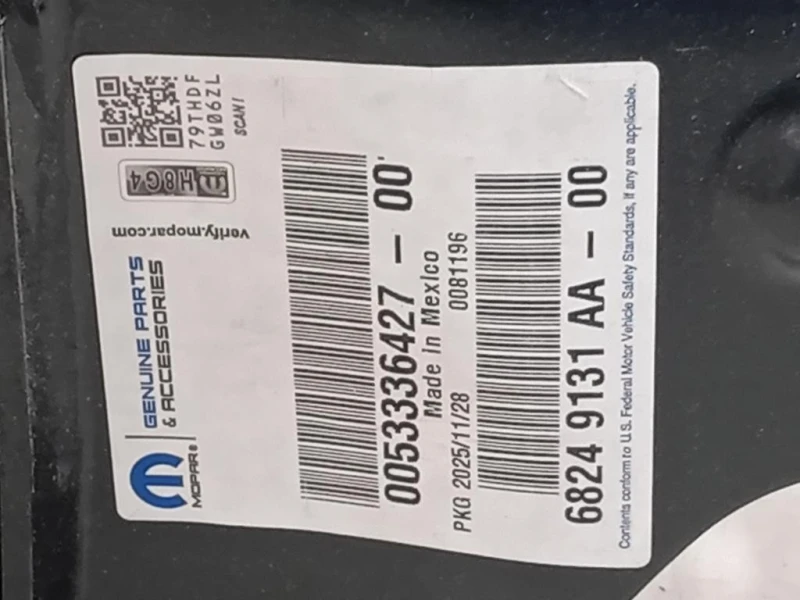 MOPAR®
GENUINE PARTS
& ACCESSORIES
verify.mopar.com
H8G4
79THDF
GW06ZL
SCAN!
0053336427 - 00
Made In Mexico
PKG 2025/11/28 0081196
6824 9131 AA - 00
Contents conform to U.S. Federal Motor Vehicle Safety Standards, if any are applicable.